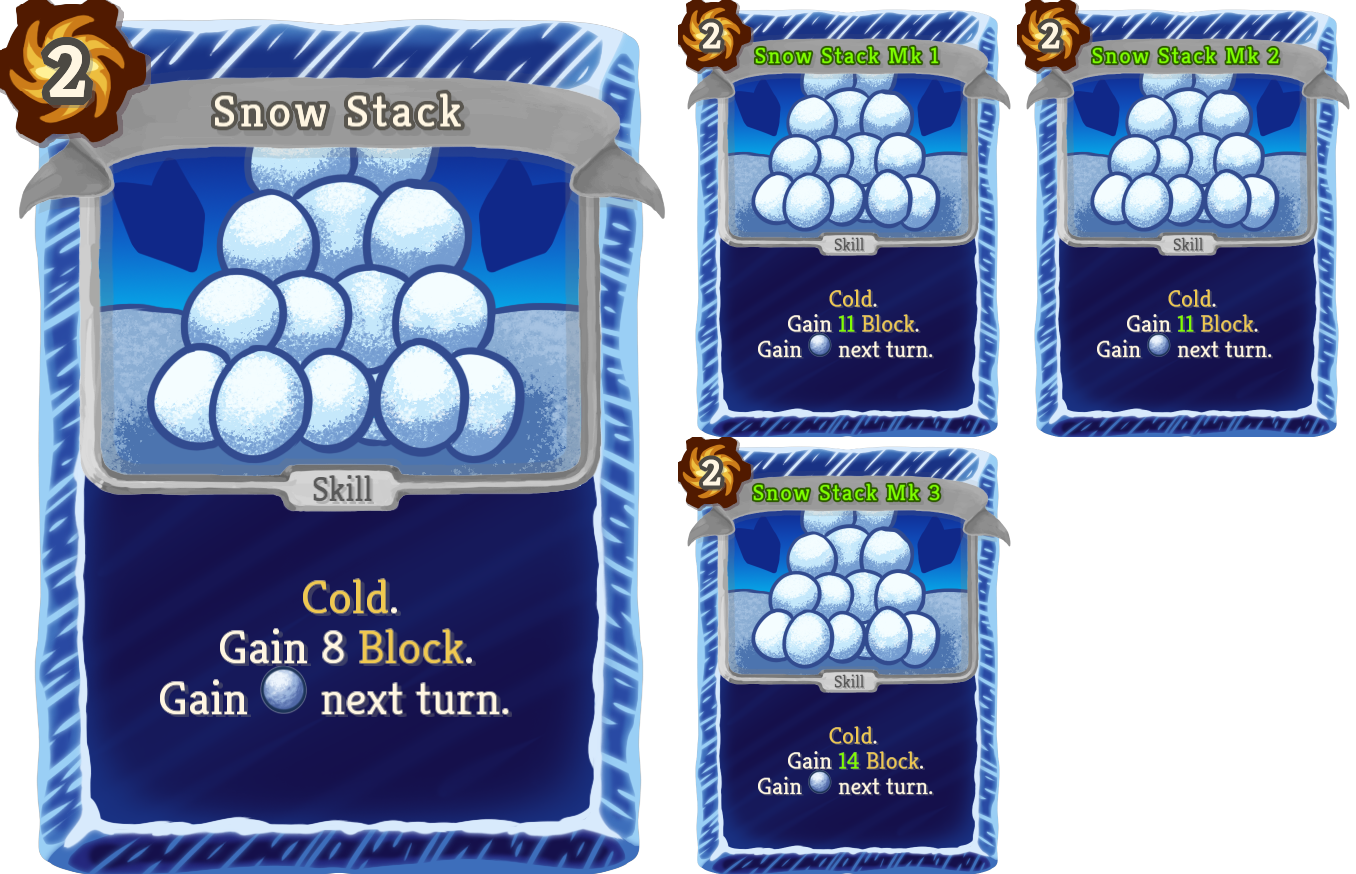 2
Snow Stack
Skill
Cold.
Gain 8 Block.
Gain next turn.
2
Snow Stack Mk 1
Skill
Cold.
Gain 11 Block.
Gain next turn.
2
Snow Stack Mk 2
Skill
Cold.
Gain 11 Block.
Gain next turn.
2
Snow Stack Mk 3
Skill
Cold.
Gain 14 Block.
Gain next turn.